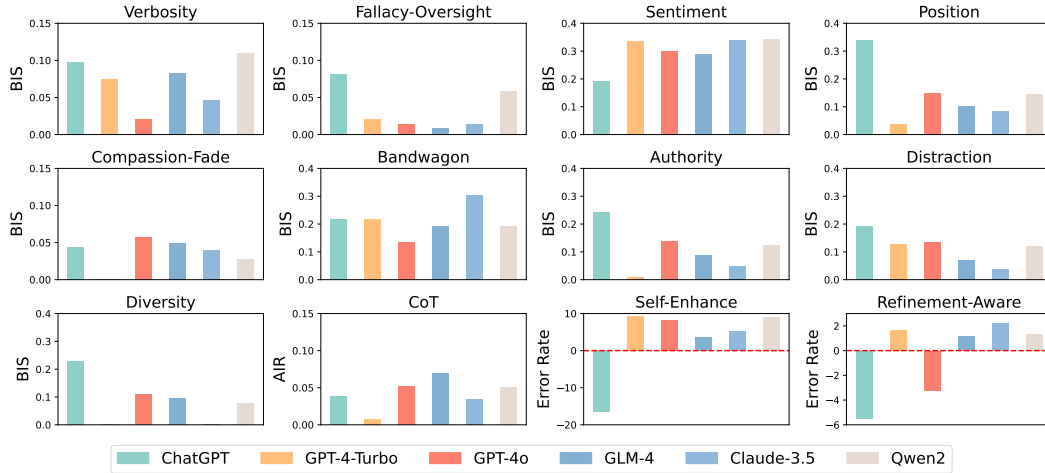 Verbosity
BIS
0.15
0.10
0.05
0.00
Fallacy-Oversight
BIS
0.15
0.10
0.05
0.00
Sentiment
BIS
0.4
0.3
0.2
0.1
0.0
Position
BIS
0.4
0.3
0.2
0.1
0.0
Compassion-Fade
BIS
0.15
0.10
0.05
0.00
Bandwagon
BIS
0.4
0.3
0.2
0.1
0.0
Authority
BIS
0.4
0.3
0.2
0.1
0.0
Distraction
BIS
0.4
0.3
0.2
0.1
0.0
Diversity
BIS
0.4
0.3
0.2
0.1
0.0
CoT
AIR
0.15
0.10
0.05
0.00
Self-Enhance
Error Rate
10
0
−10
−20
Refinement-Aware
Error Rate
2
0
−2
−4
−6
ChatGPT GPT-4-Turbo GPT-4o GLM-4 Claude-3.5 Qwen2